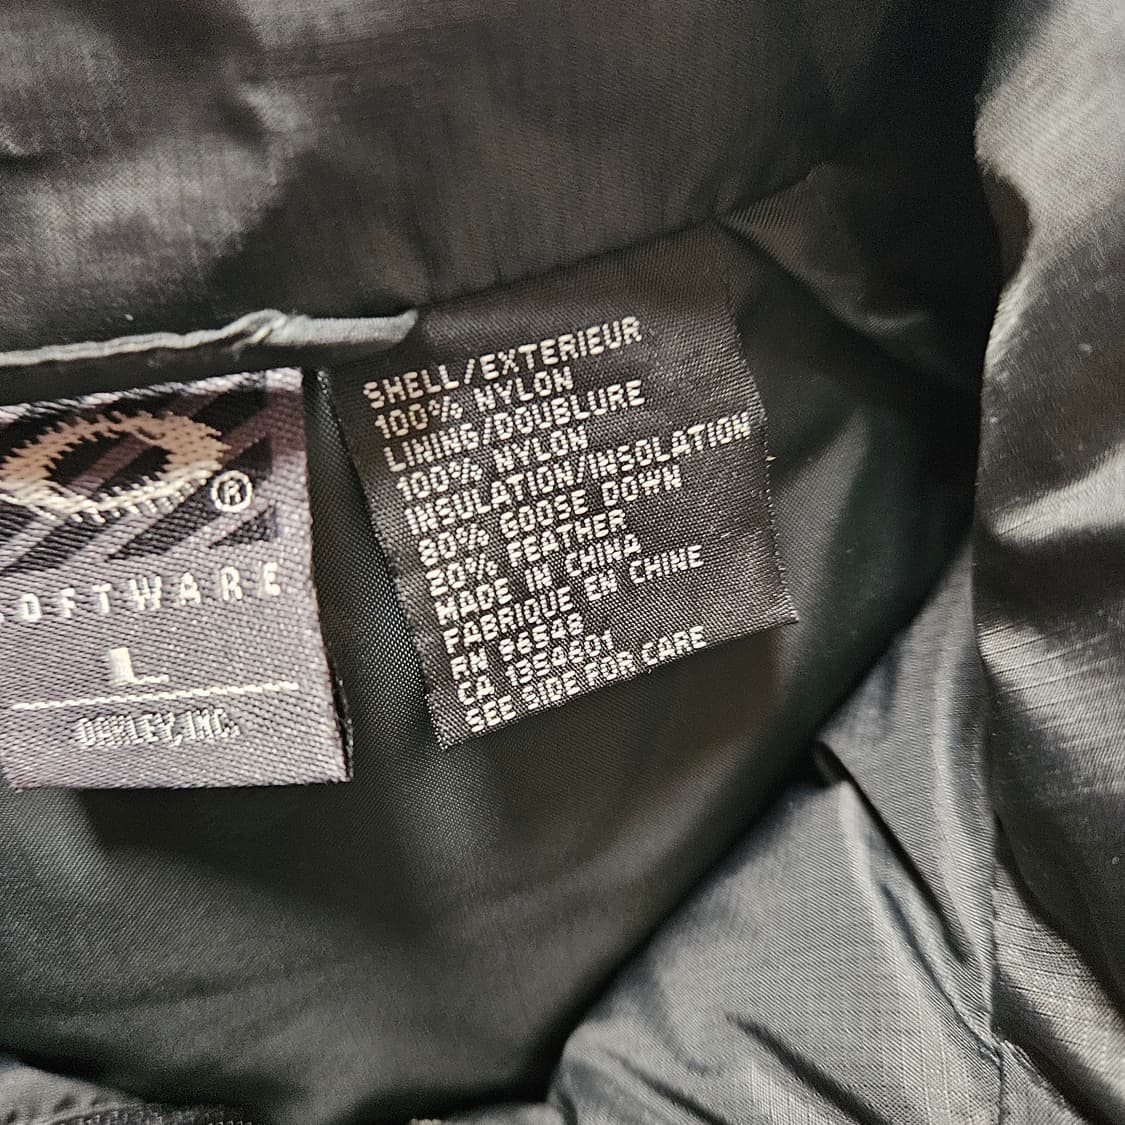 ®
OFTWARE
L
OAKLEY, INC.
SHELL/EXTERIEUR
100% NYLON
LINING/DOUBLURE
100% NYLON
INSULATION/INSOLATION
80% GOOSE DOWN
20% FEATHER
MADE IN CHINA
FABRIQUE EN CHINE
RN 96548
CA
SEE SIDE FOR CARE